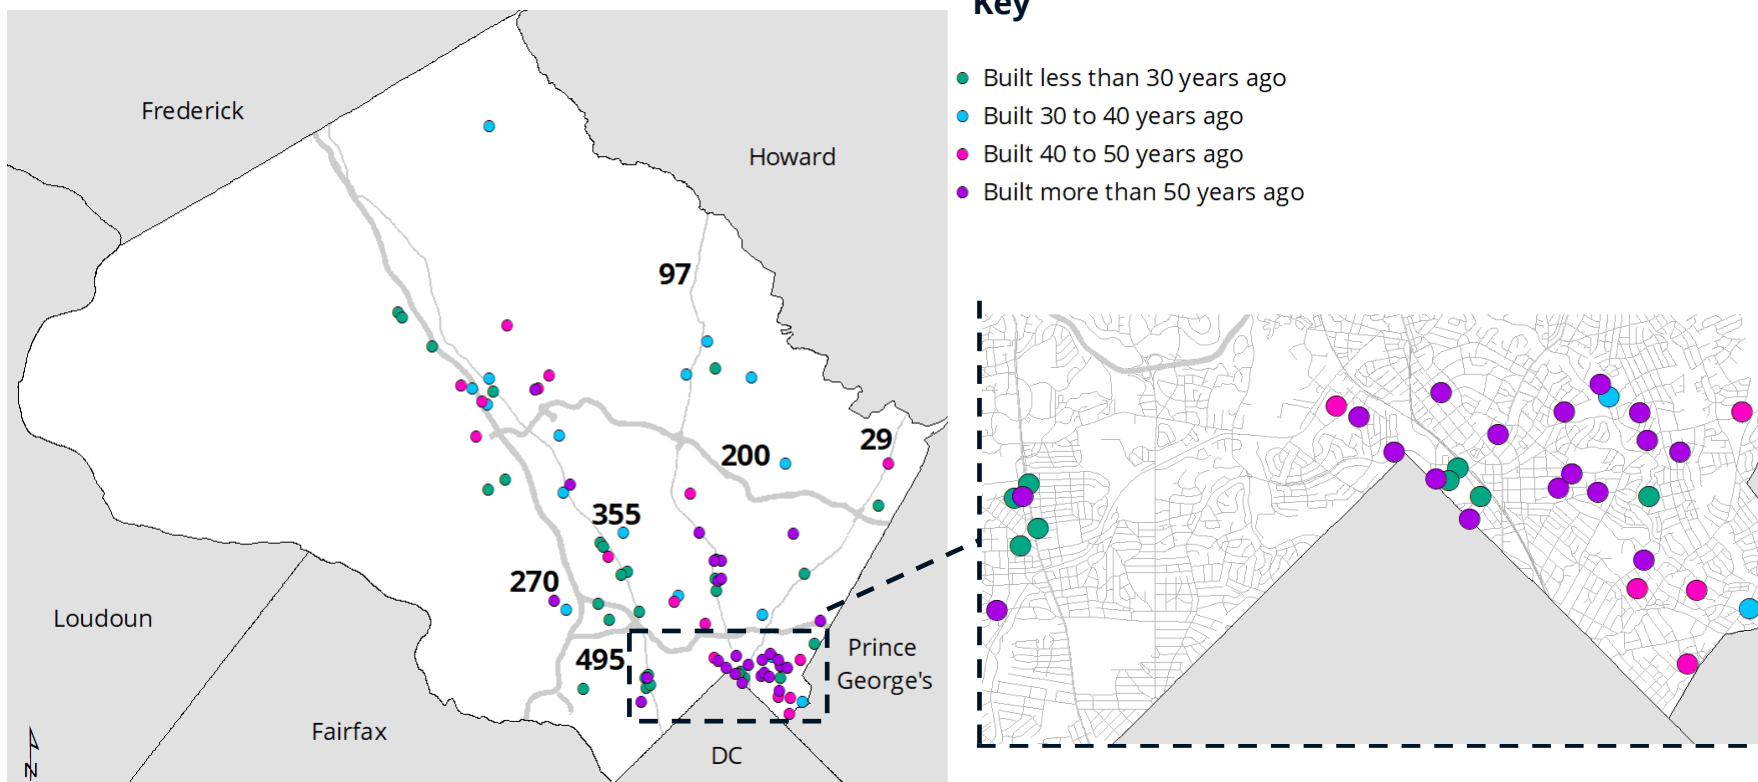 Key
Built less than 30 years ago
Built 30 to 40 years ago
Built 40 to 50 years ago
Built more than 50 years ago
Frederick
Howard
97
29
200
355
270
495
Loudoun
Prince
George's
Fairfax
DC
N